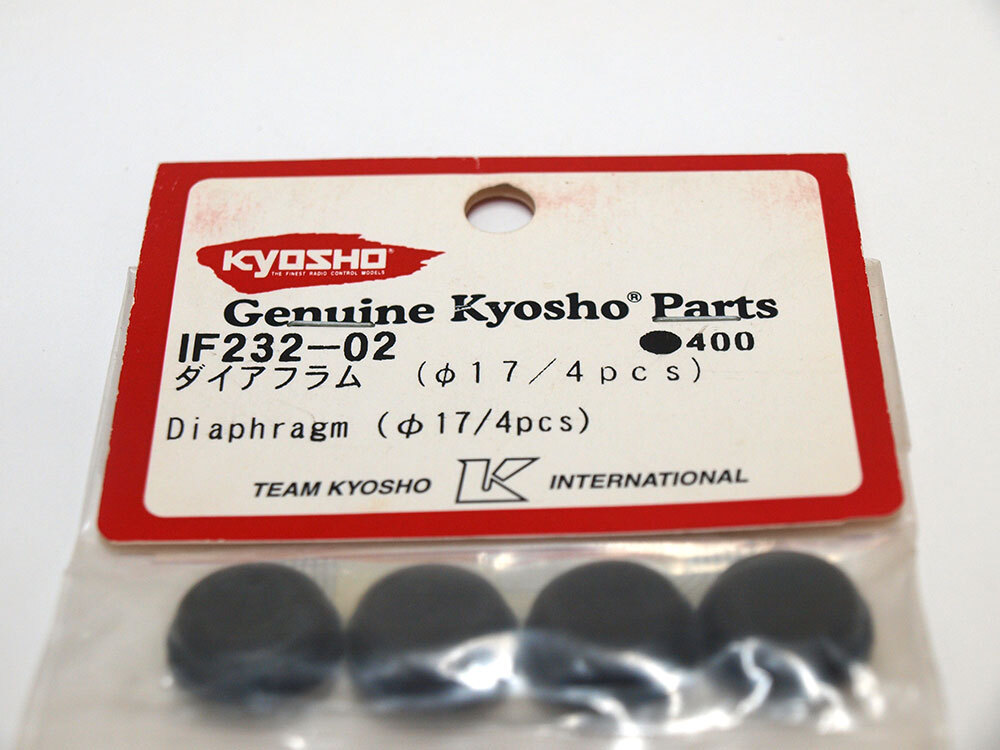 KYOSHO®
THE FINEST RADIO CONTROL MODELS
Genuine Kyosho® Parts
IF232-02 ●400
ダイアフラム (φ17/4pcs)
Diaphragm (φ17/4pcs)
TEAM KYOSHO K INTERNATIONAL